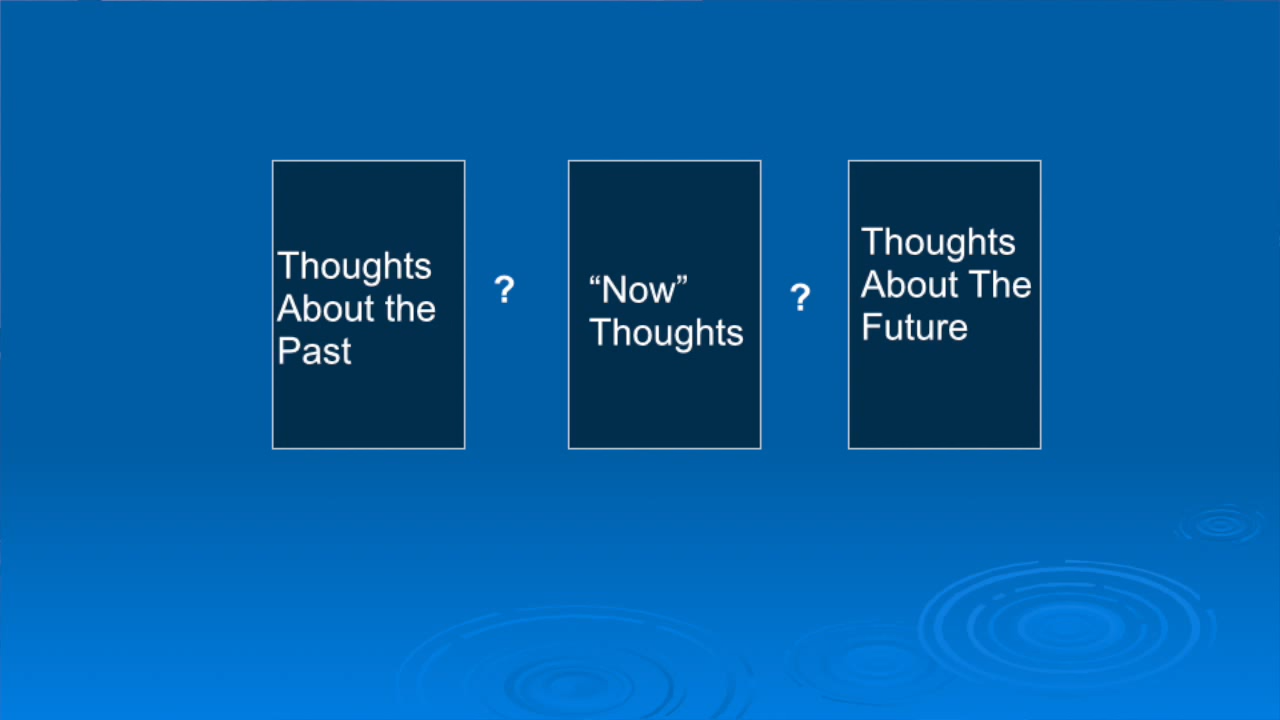 Thoughts
About the
Past
?
“Now”
Thoughts
?
Thoughts
About The
Future